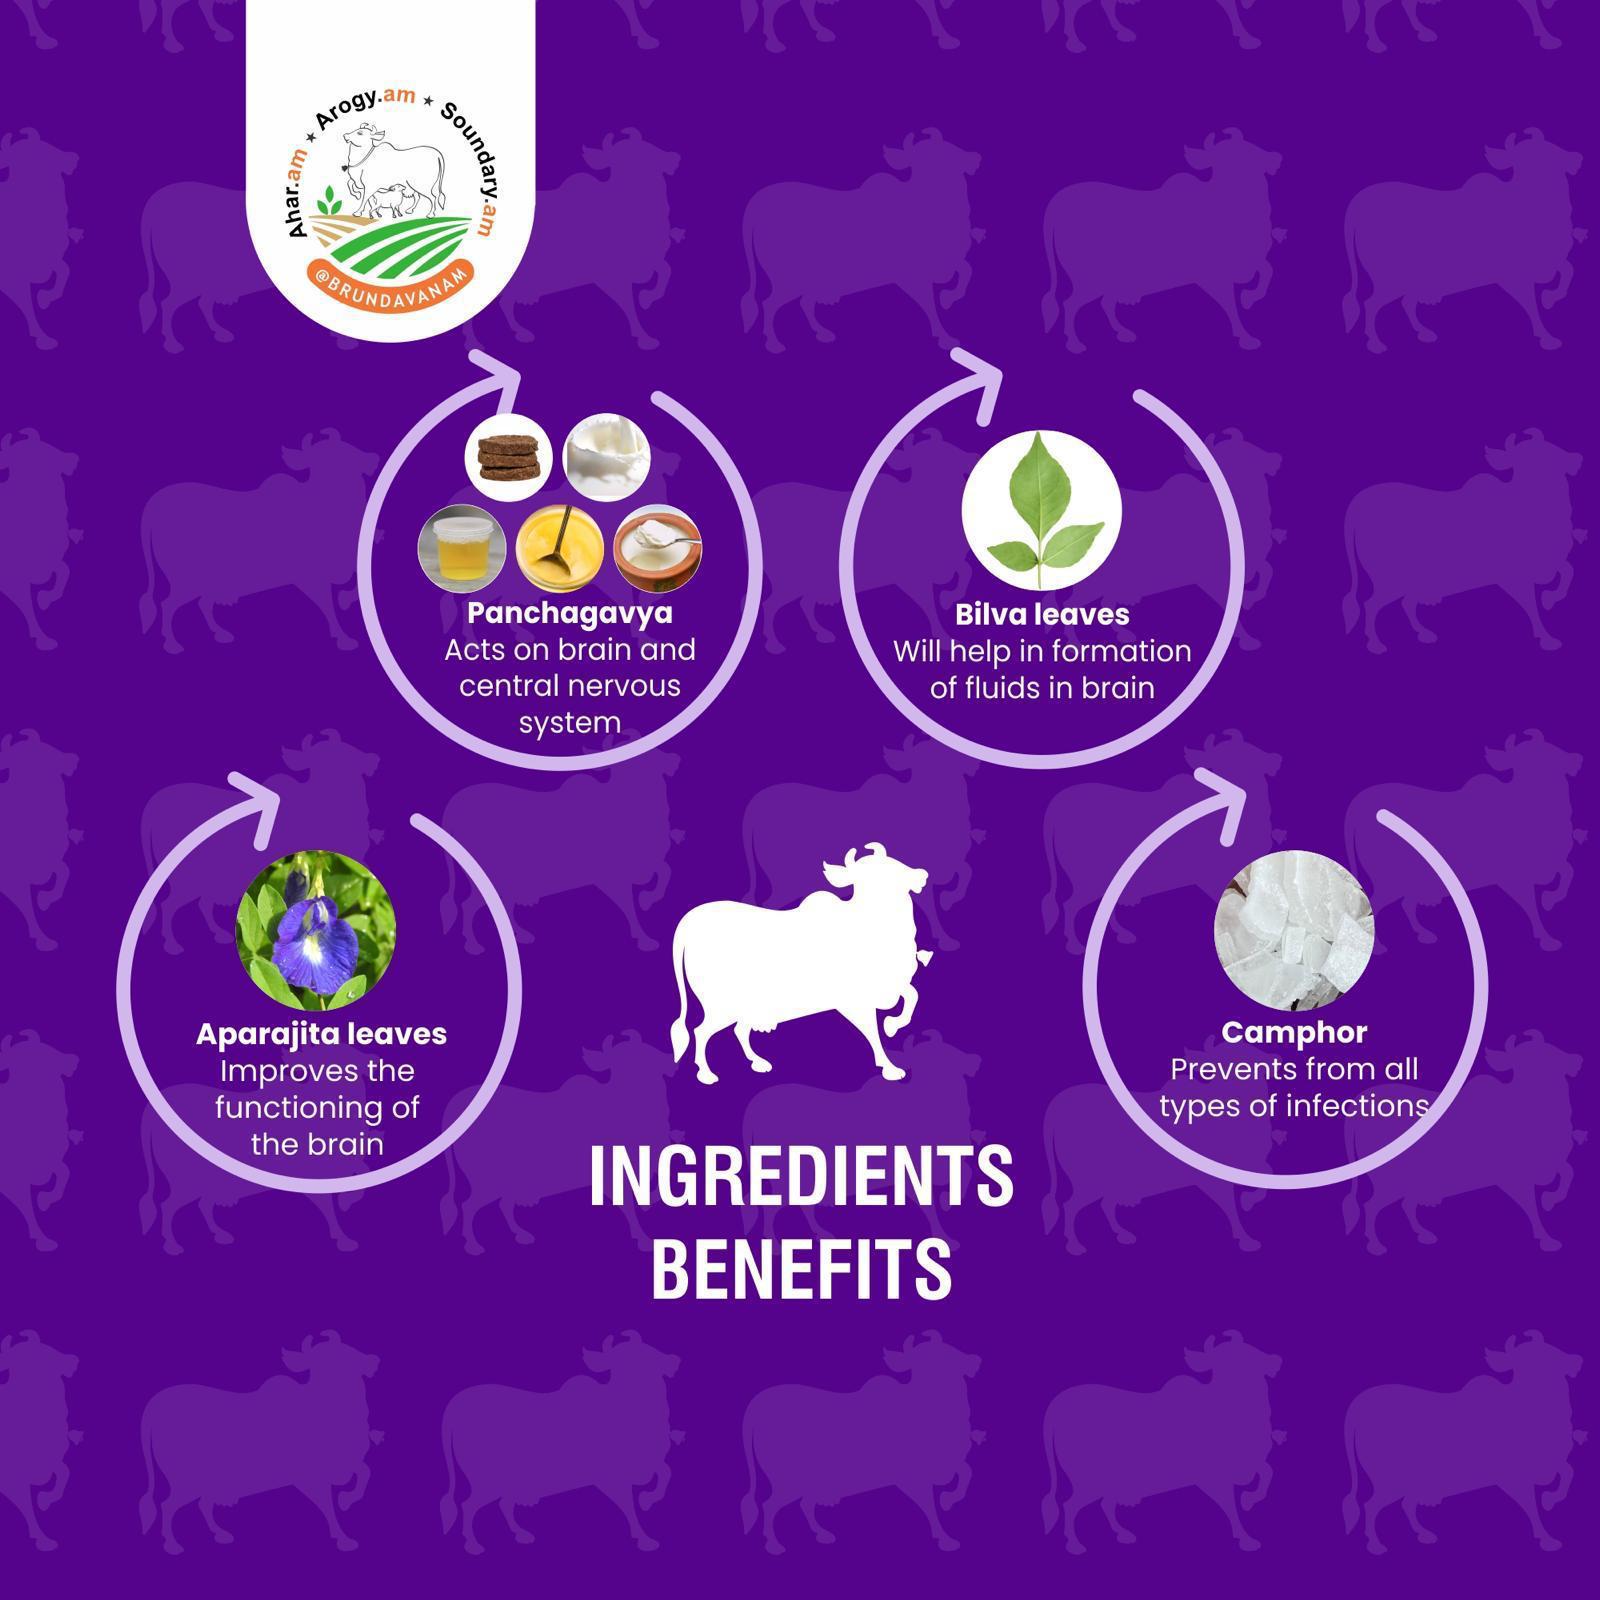 Ahar.am ★ Arogy.am ★ Soundary.am
@BRUNDAVANAM
Panchagavya
Acts on brain and
central nervous
system
Bilva leaves
Will help in formation
of fluids in brain
Aparajita leaves
Improves the
functioning of
the brain
Camphor
Prevents from all
types of infections
INGREDIENTS
BENEFITS